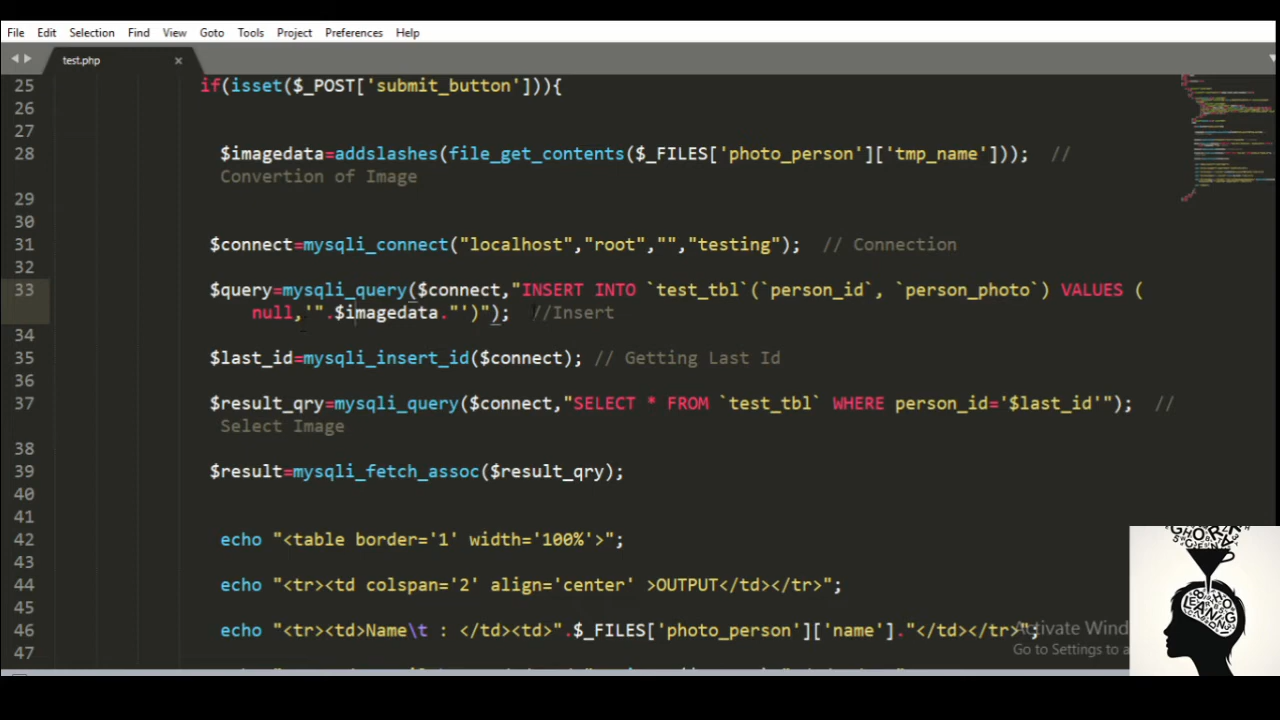 File Edit Selection Find View Goto Tools Project Preferences Help
test.php
25 if(isset($_POST['submit_button'])){
26
27
28 $imagedata=addslashes(file_get_contents($_FILES['photo_person']['tmp_name'])); //
Convertion of Image
29
30
31 $connect=mysqli_connect("localhost","root","","testing"); // Connection
32
33 $query=mysqli_query($connect,"INSERT INTO `test_tbl`(`person_id`, `person_photo`) VALUES (
null,'".$imagedata."')"); //Insert
34
35 $last_id=mysqli_insert_id($connect); // Getting Last Id
36
37 $result_qry=mysqli_query($connect,"SELECT * FROM `test_tbl` WHERE person_id='$last_id'"); //
Select Image
38
39 $result=mysqli_fetch_assoc($result_qry);
40
41
42 echo "<table border='1' width='100%'>";
43
44 echo "<tr><td colspan='2' align='center' >OUTPUT</td></tr>";
45
46 echo "<tr><td>Name\t : </td><td>".$_FILES['photo_person']['name']."</td></tr>";
47
Activate Wind
Go to Settings to a